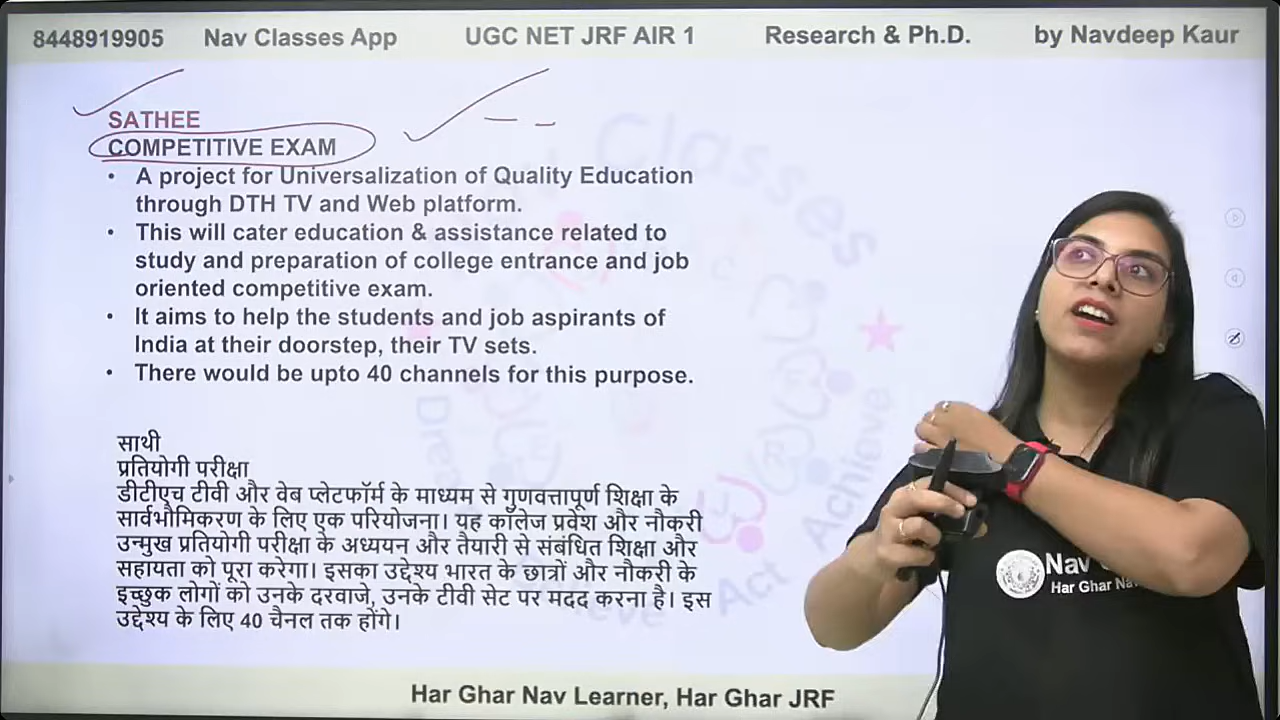 8448919905 Nav Classes App UGC NET JRF AIR 1 Research & Ph.D. by Navdeep Kaur
SATHEE
COMPETITIVE EXAM
• A project for Universalization of Quality Education
through DTH TV and Web platform.
• This will cater education & assistance related to
study and preparation of college entrance and job
oriented competitive exam.
• It aims to help the students and job aspirants of
India at their doorstep, their TV sets.
• There would be upto 40 channels for this purpose.
साथी
प्रतियोगी परीक्षा
डीटीएच टीवी और वेब प्लेटफॉर्म के माध्यम से गुणवत्तापूर्ण शिक्षा के
सार्वभौमिकरण के लिए एक परियोजना। यह कॉलेज प्रवेश और नौकरी
उन्मुख प्रतियोगी परीक्षा के अध्ययन और तैयारी से संबंधित शिक्षा और
सहायता को पूरा करेगा। इसका उद्देश्य भारत के छात्रों और नौकरी के
इच्छुक लोगों को उनके दरवाजे, उनके टीवी सेट पर मदद करना है। इस
उद्देश्य के लिए 40 चैनल तक होंगे।
Classes
Act Achieve
Nav
Har Ghar
Har Ghar Nav Learner, Har Ghar JRF